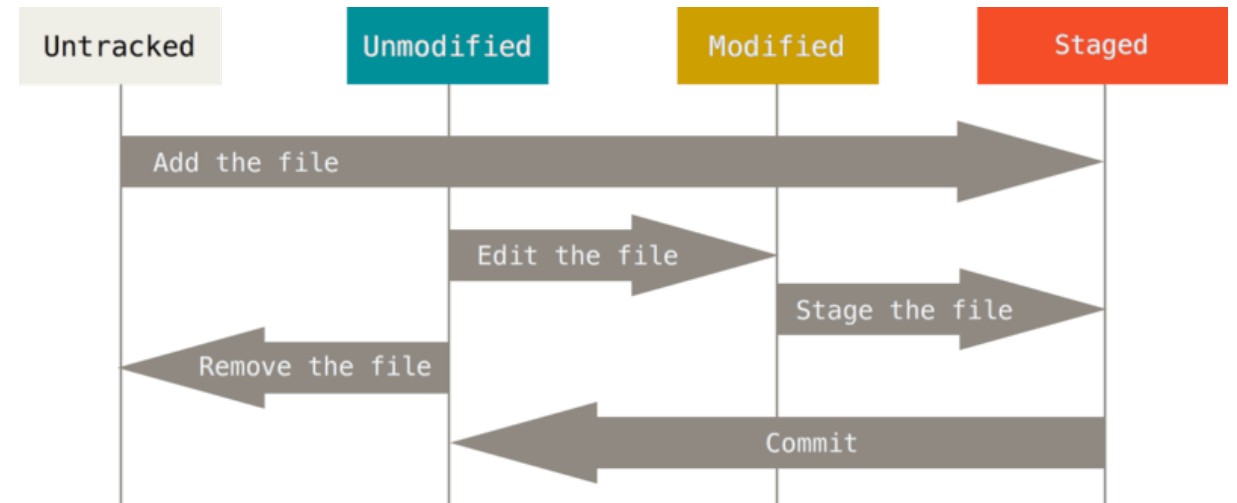 Untracked
Unmodified
Modified
Staged
Add the file
Edit the file
Stage the file
Remove the file
Commit